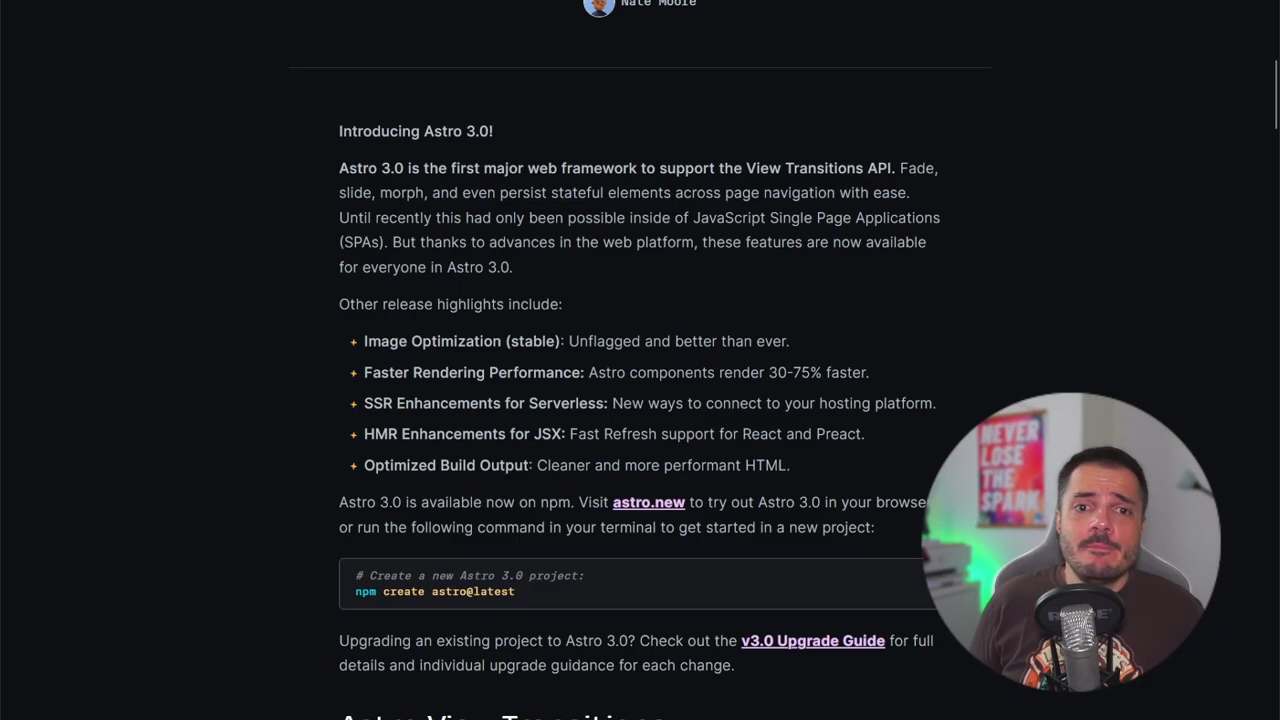 Nate Moore
Introducing Astro 3.0!
Astro 3.0 is the first major web framework to support the View Transitions API. Fade,
slide, morph, and even persist stateful elements across page navigation with ease.
Until recently this had only been possible inside of JavaScript Single Page Applications
(SPAs). But thanks to advances in the web platform, these features are now available
for everyone in Astro 3.0.
Other release highlights include:
Image Optimization (stable): Unflagged and better than ever.
Faster Rendering Performance: Astro components render 30-75% faster.
SSR Enhancements for Serverless: New ways to connect to your hosting platform.
HMR Enhancements for JSX: Fast Refresh support for React and Preact.
Optimized Build Output: Cleaner and more performant HTML.
Astro 3.0 is available now on npm. Visit astro.new to try out Astro 3.0 in your browse
or run the following command in your terminal to get started in a new project:
# Create a new Astro 3.0 project:
npm create astro@latest
Upgrading an existing project to Astro 3.0? Check out the v3.0 Upgrade Guide for full
details and individual upgrade guidance for each change.
Astro View Transitions
NEVER
LOSE
THE
SPARK
RODE